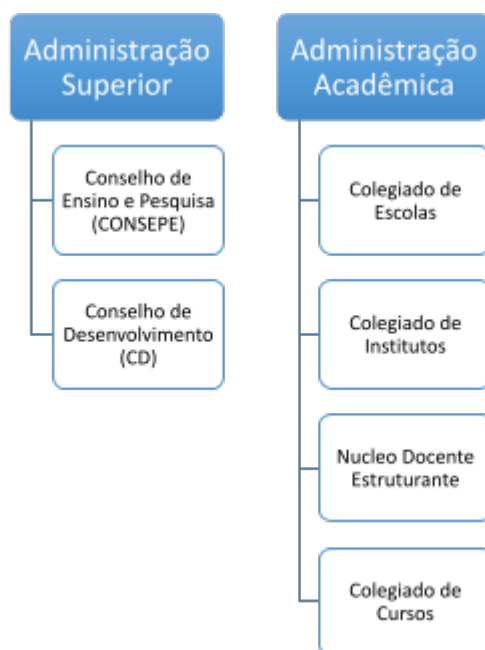 Administração
Superior
Conselho de
Ensino e Pesquisa
(CONSEPE)
Conselho de
Desenvolvimento
(CD)
Administração
Acadêmica
Colegiado de
Escolas
Colegiado de
Institutos
Nucleo Docente
Estruturante
Colegiado de
Cursos